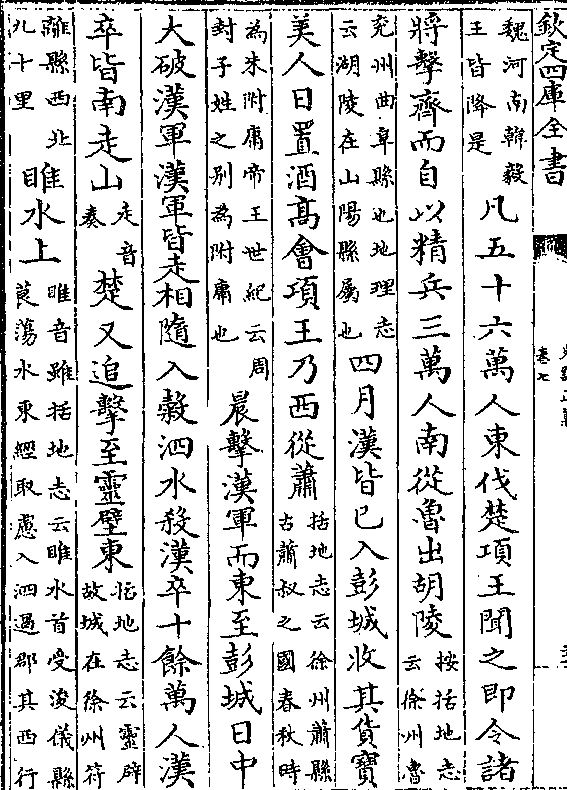 欽定四庫全書
卷七
魏河南韓毅
王皆降是
凡五十六萬人東伐楚項王聞之即令諸
將擊齊而自以精兵三萬人南從魯出胡陵
按括地志
云徐州魯
兖州曲阜縣也地理志
云湖陵在山陽縣屬也
四月漢皆已入彭城收其貨寶
美人日置酒髙會項王乃西從蕭
括地志云徐州蕭縣
古蕭叔之國春秋時
為朱附庸帝王世紀云周
封子姓之别為附庸也
晨擊漢軍而東至彭城日中
大破漢軍漢軍皆走相隨入榖泗水殺漢卒十餘萬人漢
卒皆南走山
走音
奏
楚又追擊至靈壁東
括地志云靈辟
故城在徐州符
離縣西北
九十里
睢水上
睢音雖括地志云睢水首受浚儀縣
莨蕩水東經取慮入泗過郡其西行